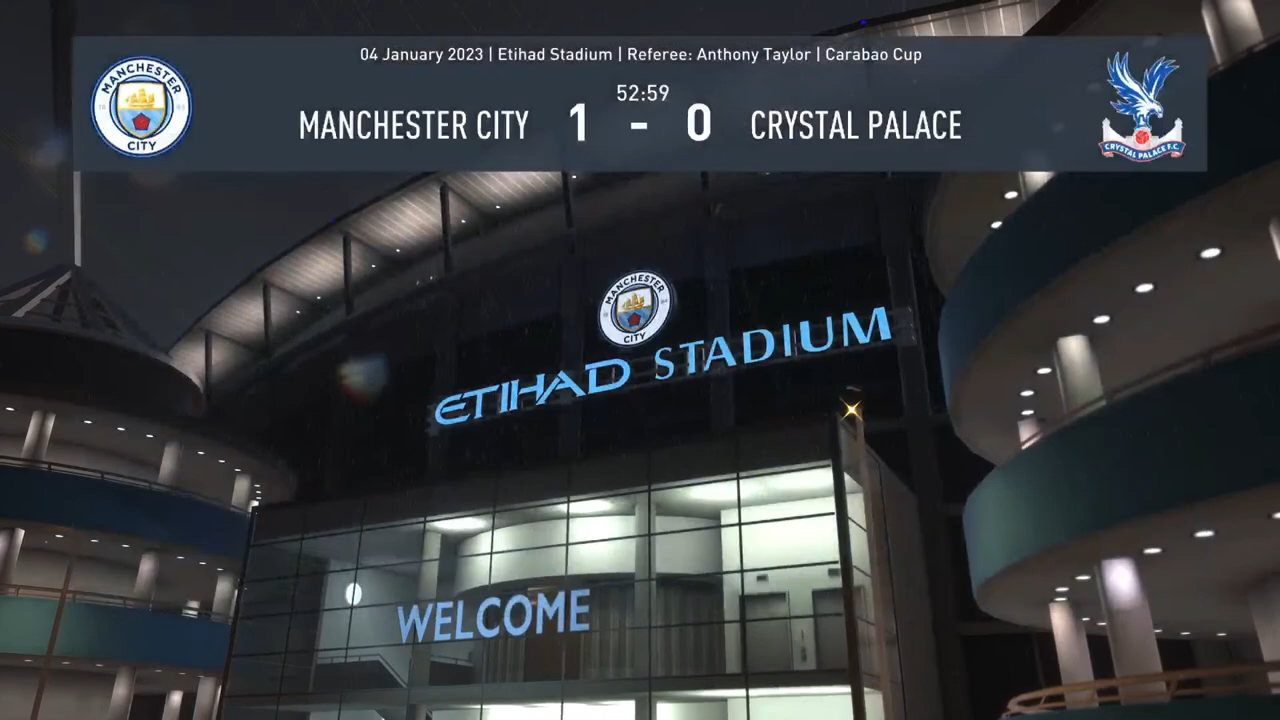 04 January 2023 | Etihad Stadium | Referee: Anthony Taylor | Carabao Cup
52:59
MANCHESTER CITY 1 - 0 CRYSTAL PALACE
MANCHESTER
CITY
CRYSTAL PALACE F.C.
MANCHESTER
CITY
ETIHAD STADIUM
WELCOME